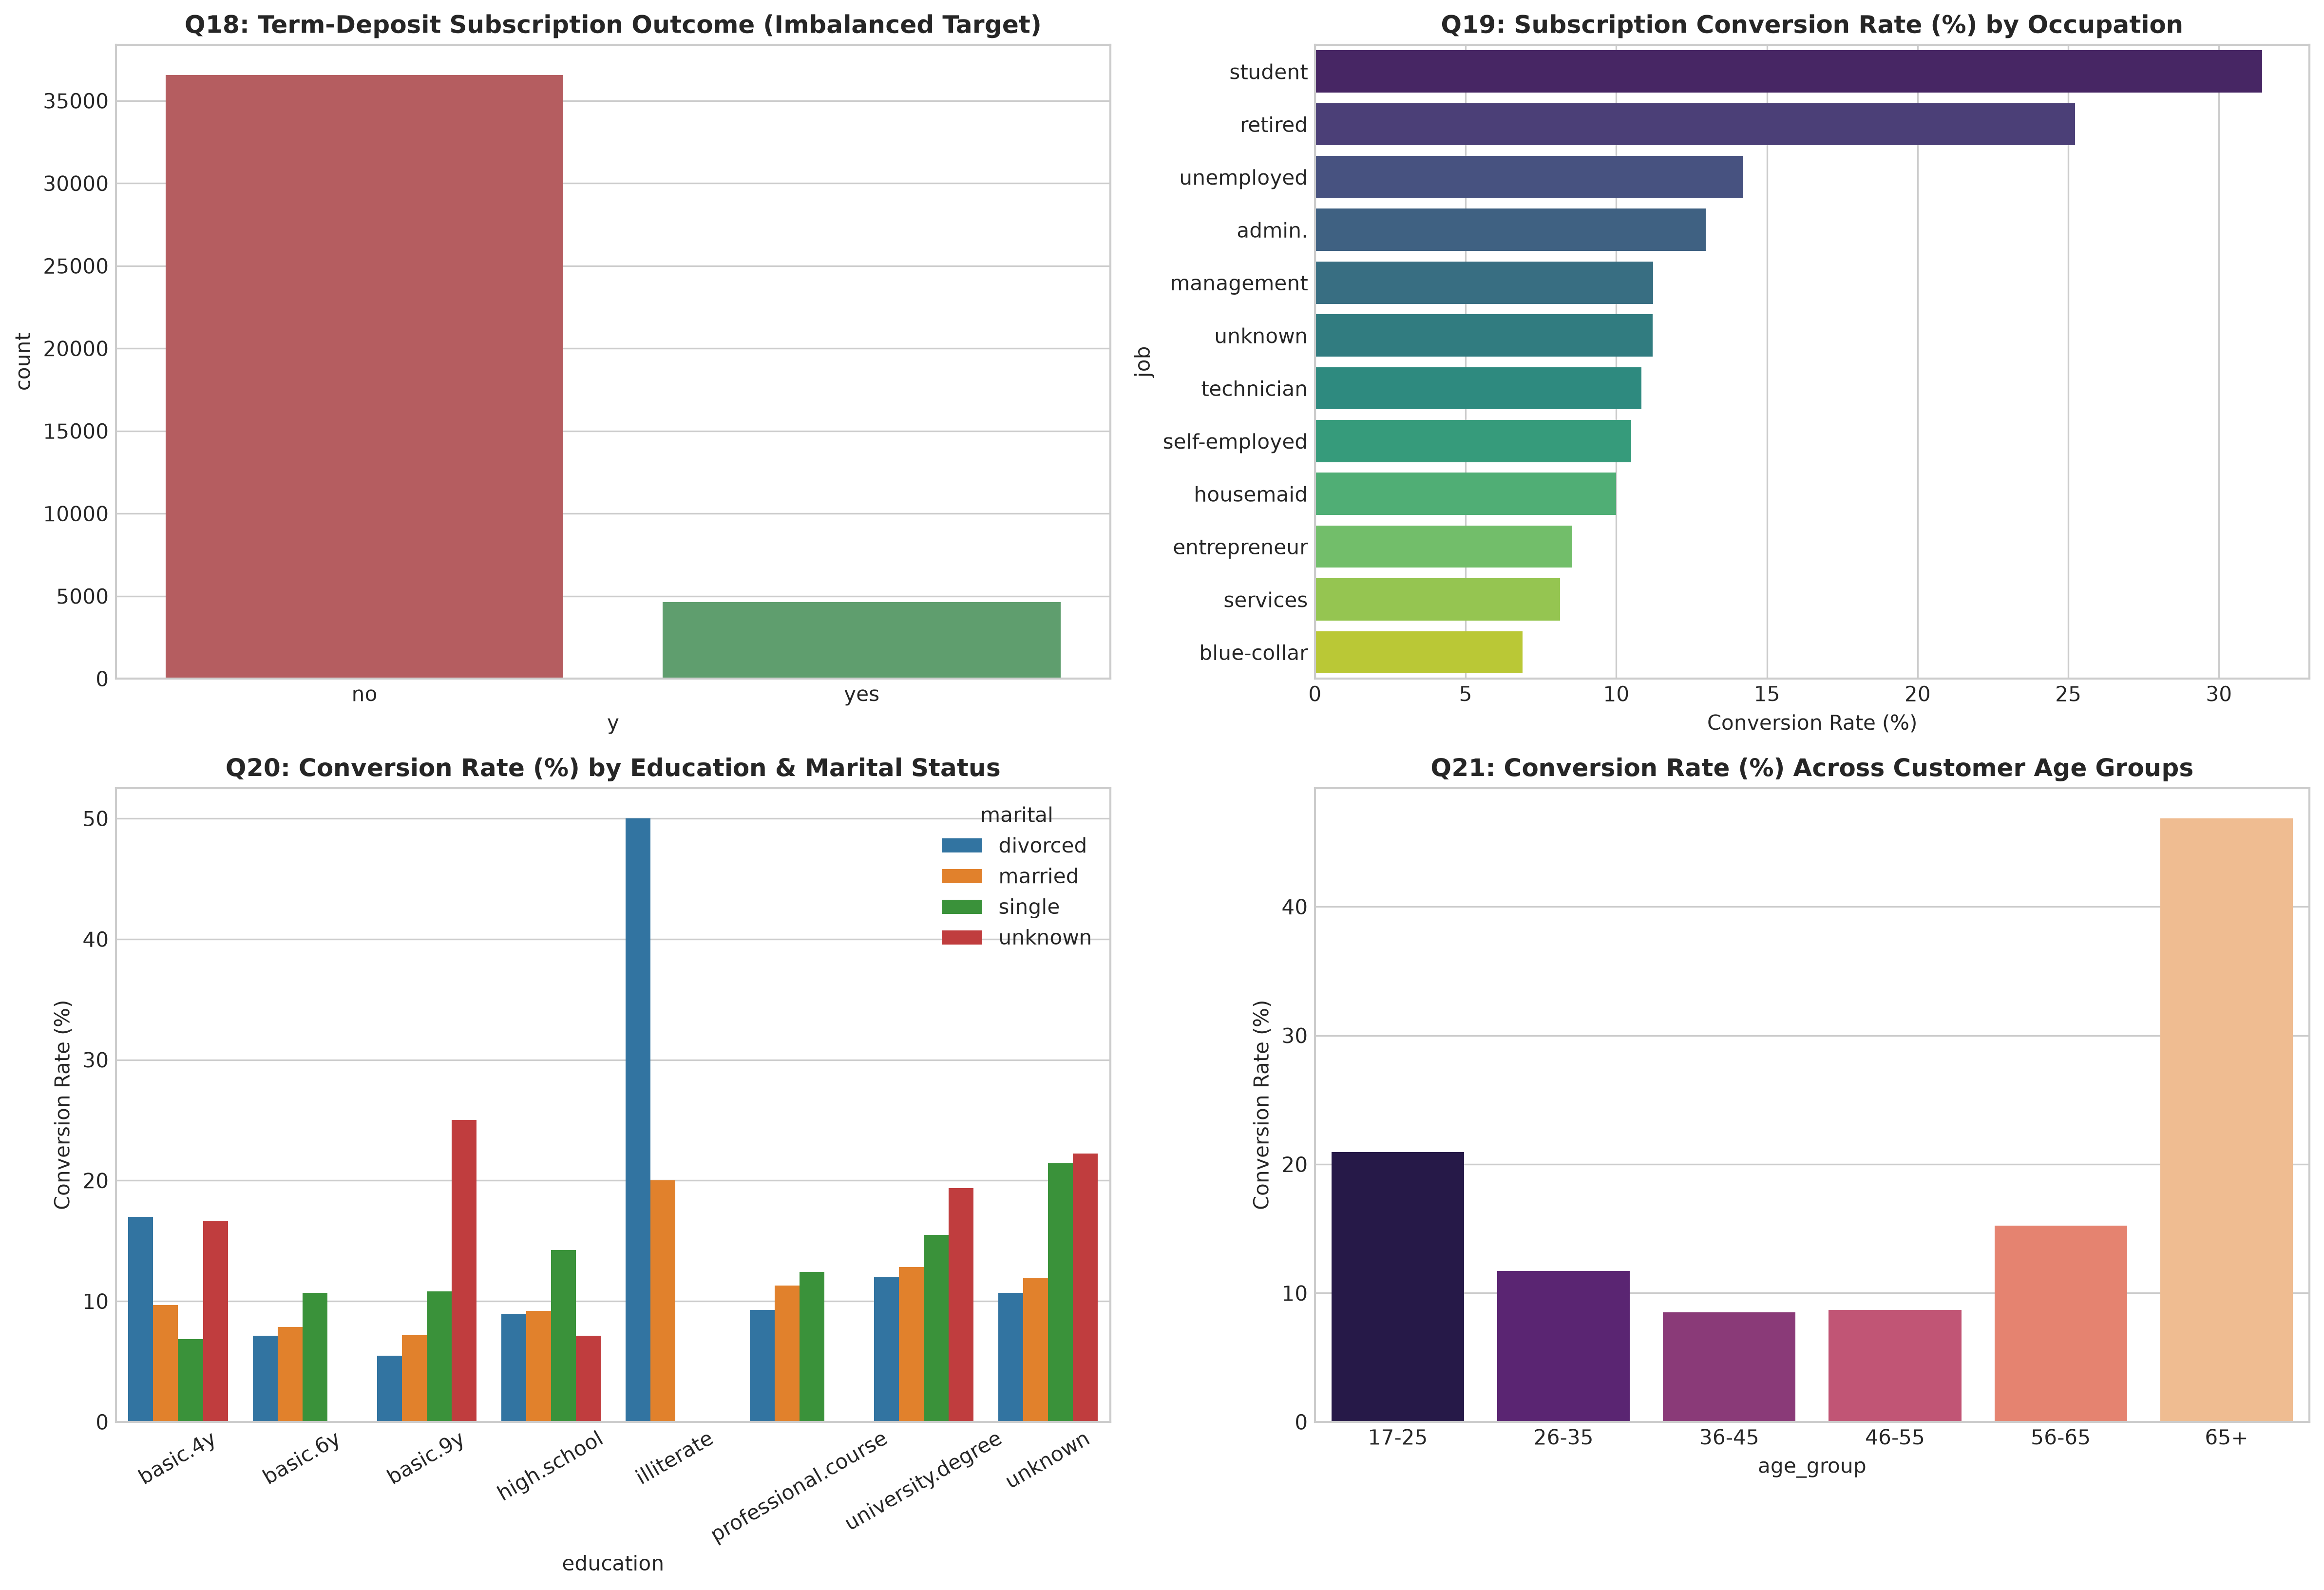 Q18: Term-Deposit Subscription Outcome (Imbalanced Target)
35000
30000
25000
20000
15000
10000
5000
0
count
no
yes
y
Q19: Subscription Conversion Rate (%) by Occupation
student
retired
unemployed
admin.
management
unknown
technician
self-employed
housemaid
entrepreneur
services
blue-collar
job
0
5
10
15
20
25
30
Conversion Rate (%)
Q20: Conversion Rate (%) by Education & Marital Status
50
40
30
20
10
0
Conversion Rate (%)
marital
divorced
married
single
unknown
basic.4y
basic.6y
basic.9y
high.school
illiterate
professional.course
university.degree
unknown
education
Q21: Conversion Rate (%) Across Customer Age Groups
40
30
20
10
0
Conversion Rate (%)
17-25
26-35
36-45
46-55
56-65
65+
age_group